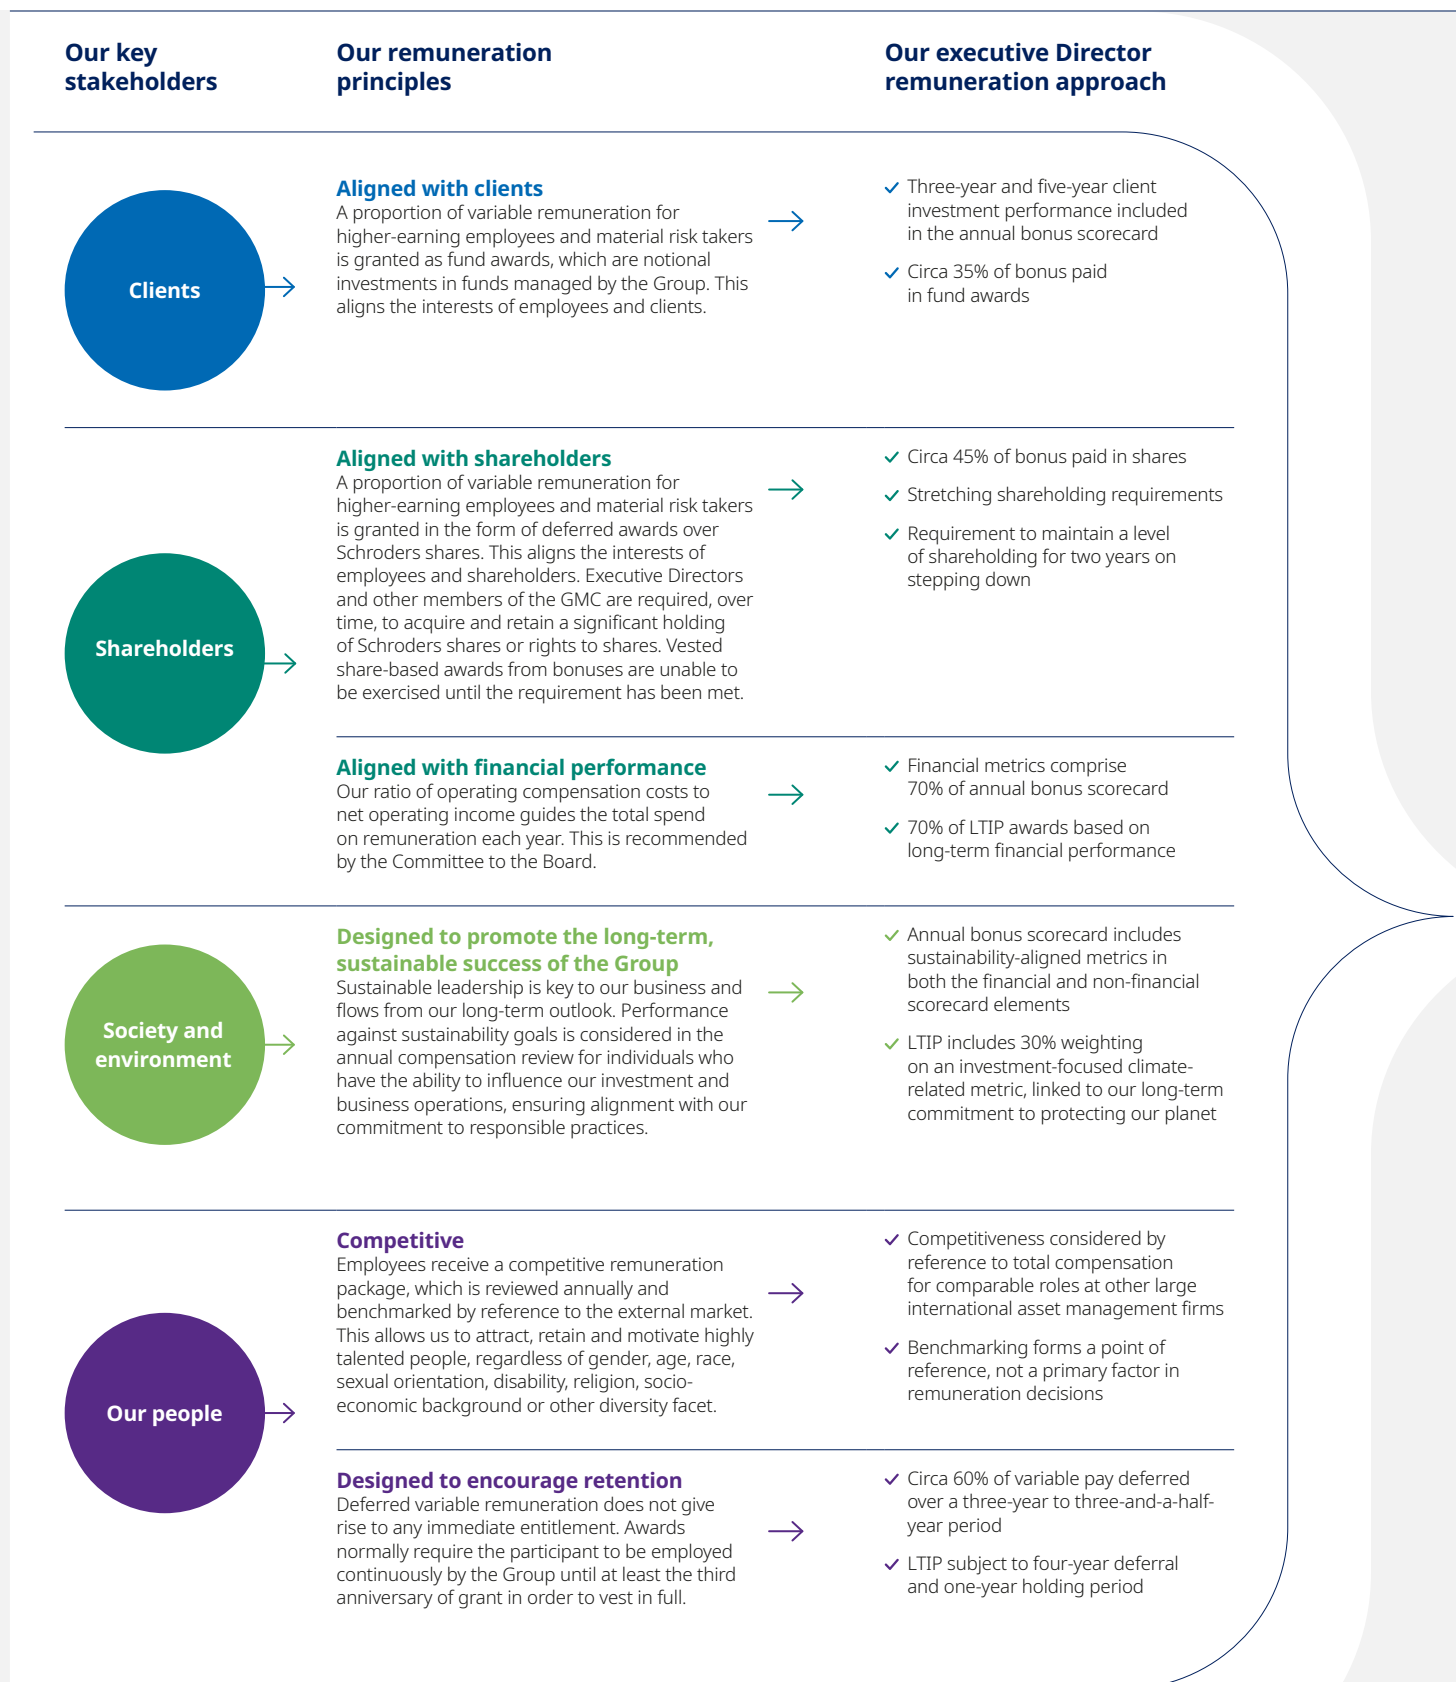 Our key
stakeholders
Our remuneration
principles
Our executive Director
remuneration approach
Clients
Aligned with clients
A proportion of variable remuneration for
higher-earning employees and material risk takers
is granted as fund awards, which are notional
investments in funds managed by the Group. This
aligns the interests of employees and clients.
Three-year and five-year client
investment performance included
in the annual bonus scorecard
Circa 35% of bonus paid
in fund awards
Shareholders
Aligned with shareholders
A proportion of variable remuneration for
higher-earning employees and material risk takers
is granted in the form of deferred awards over
Schroders shares. This aligns the interests of
employees and shareholders. Executive Directors
and other members of the GMC are required, over
time, to acquire and retain a significant holding
of Schroders shares or rights to shares. Vested
share-based awards from bonuses are unable to
be exercised until the requirement has been met.
Circa 45% of bonus paid in shares
Stretching shareholding requirements
Requirement to maintain a level
of shareholding for two years on
stepping down
Aligned with financial performance
Our ratio of operating compensation costs to
net operating income guides the total spend
on remuneration each year. This is recommended
by the Committee to the Board.
Financial metrics comprise
70% of annual bonus scorecard
70% of LTIP awards based on
long-term financial performance
Society and
environment
Designed to promote the long-term,
sustainable success of the Group
Sustainable leadership is key to our business and
flows from our long-term outlook. Performance
against sustainability goals is considered in the
annual compensation review for individuals who
have the ability to influence our investment and
business operations, ensuring alignment with our
commitment to responsible practices.
Annual bonus scorecard includes
sustainability-aligned metrics in
both the financial and non-financial
scorecard elements
LTIP includes 30% weighting
on an investment-focused climate-
related metric, linked to our long-term
commitment to protecting our planet
Our people
Competitive
Employees receive a competitive remuneration
package, which is reviewed annually and
benchmarked by reference to the external market.
This allows us to attract, retain and motivate highly
talented people, regardless of gender, age, race,
sexual orientation, disability, religion, socio-
economic background or other diversity facet.
Competitiveness considered by
reference to total compensation
for comparable roles at other large
international asset management firms
Benchmarking forms a point of
reference, not a primary factor in
remuneration decisions
Designed to encourage retention
Deferred variable remuneration does not give
rise to any immediate entitlement. Awards
normally require the participant to be employed
continuously by the Group until at least the third
anniversary of grant in order to vest in full.
Circa 60% of variable pay deferred
over a three-year to three-and-a-half-
year period
LTIP subject to four-year deferral
and one-year holding period